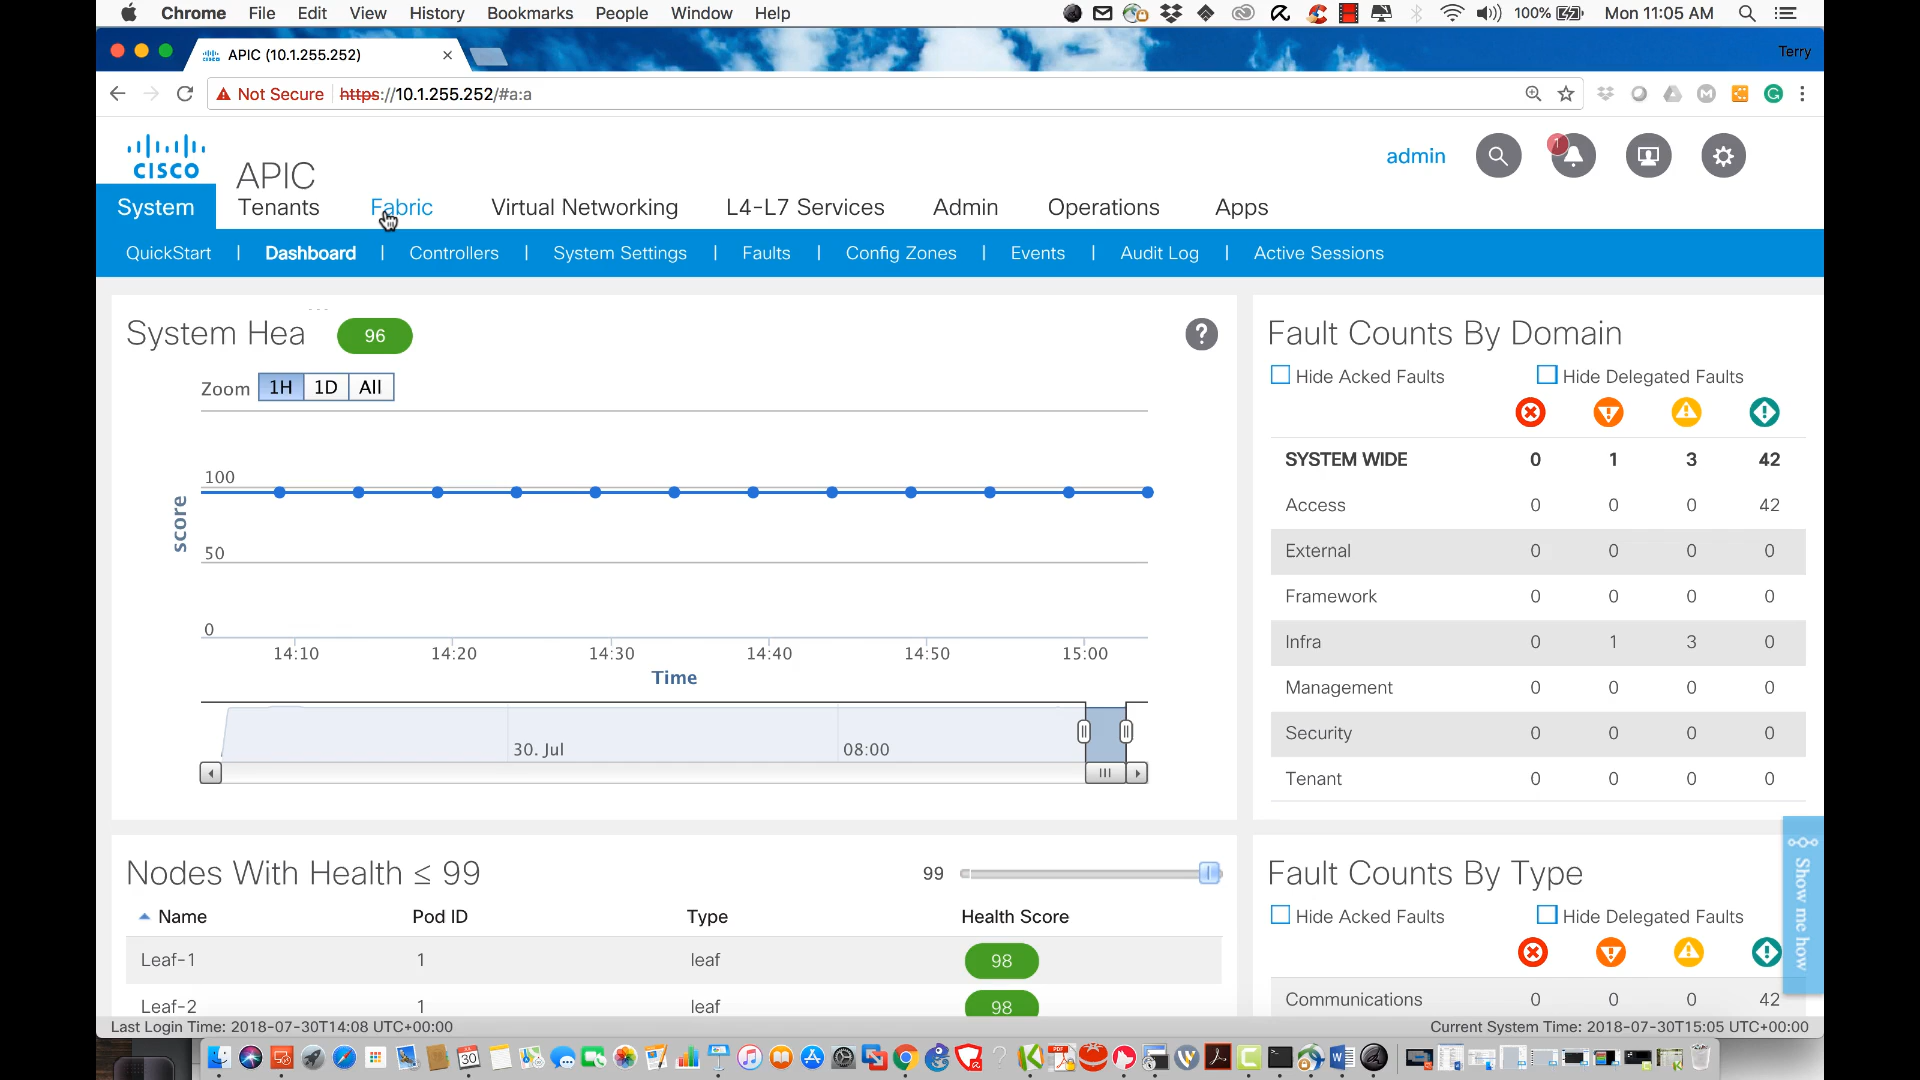 Chrome File Edit View History Bookmarks People Window Help 100% Mon 11:05 AM
APIC (10.1.255.252) × Terry
Not Secure https://10.1.255.252/#a:a
CISCO APIC admin 1
System Tenants Fabric Virtual Networking L4-L7 Services Admin Operations Apps
QuickStart | Dashboard | Controllers | System Settings | Faults | Config Zones | Events | Audit Log | Active Sessions
System Hea 96 ?
Zoom 1H 1D All
100
score
50
0
14:10 14:20 14:30 14:40 14:50 15:00
Time
30. Jul 08:00
Fault Counts By Domain
Hide Acked Faults Hide Delegated Faults
SYSTEM WIDE 0 1 3 42
Access 0 0 0 42
External 0 0 0 0
Framework 0 0 0 0
Infra 0 1 3 0
Management 0 0 0 0
Security 0 0 0 0
Tenant 0 0 0 0
Nodes With Health ≤ 99 99
Name Pod ID Type Health Score
Leaf-1 1 leaf 98
Leaf-2 1 leaf 98
Fault Counts By Type
Hide Acked Faults Hide Delegated Faults
Communications 0 0 0 42
Show me how
Last Login Time: 2018-07-30T14:08 UTC+00:00 Current System Time: 2018-07-30T15:05 UTC+00:00
30